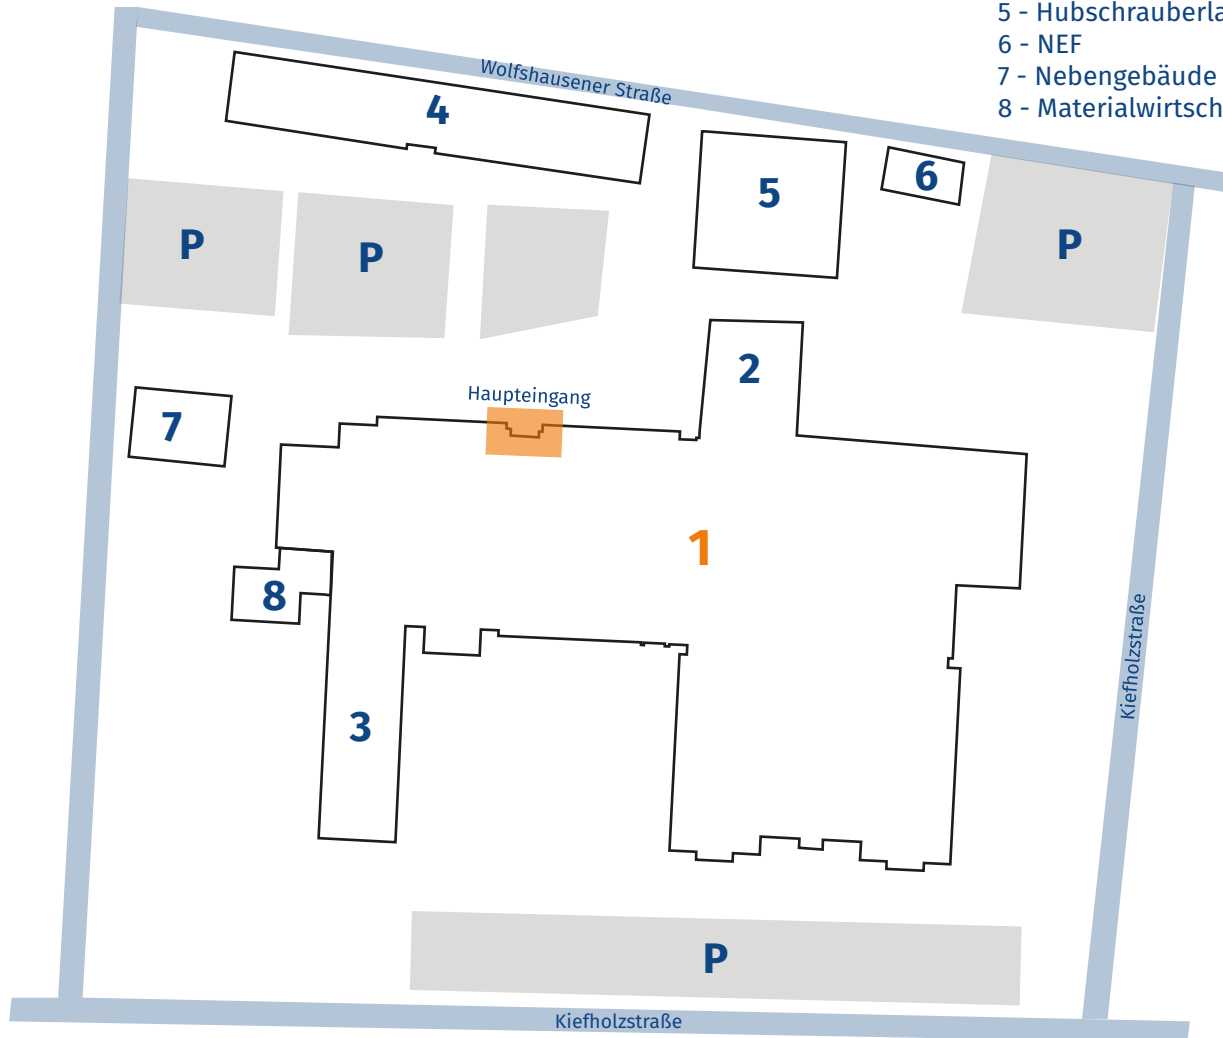 5 - Hubschrauberla
6 - NEF
7 - Nebengebäude
8 - Materialwirtsch
Wolfshausener Straße
4
5
6
P
P
P
2
Haupteingang
7
1
8
Kiefholzstraße
3
P
Kiefholzstraße